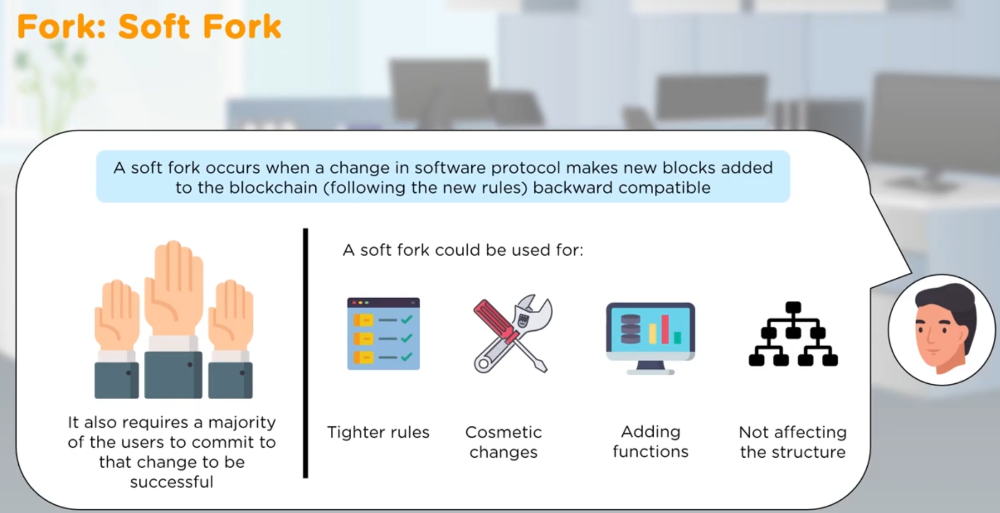 Fork: Soft Fork
A soft fork occurs when a change in software protocol makes new blocks added
to the blockchain (following the new rules) backward compatible
It also requires a majority
of the users to commit to
that change to be
successful
A soft fork could be used for:
Tighter rules
Cosmetic
changes
Adding
functions
Not affecting
the structure